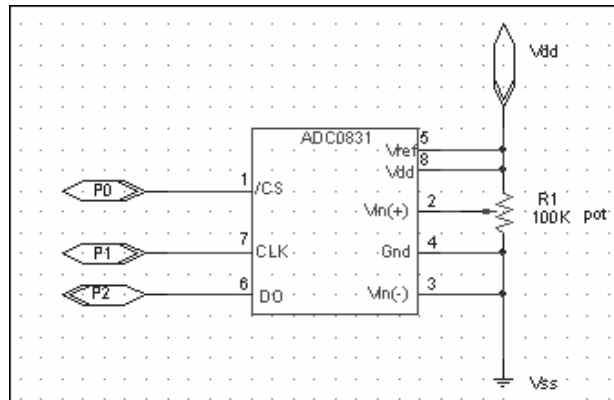 Vdd
ADC0831
5
Vref
8
Vdd
P0
1
/CS
2
Vin(+)
R1
100K pot
P1
7
CLK
4
Gnd
P2
6
DO
3
Vin(-)
Vss